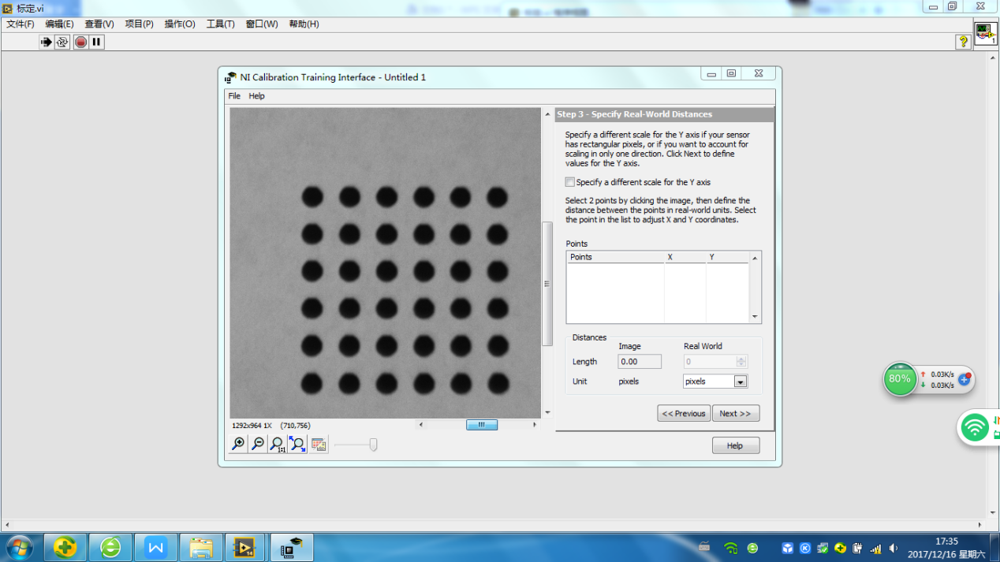 标定.vi
文件(F) 编辑(E) 查看(V) 项目(P) 操作(O) 工具(T) 窗口(W) 帮助(H)
?
1
NI Calibration Training Interface - Untitled 1
File Help
Step 3 - Specify Real-World Distances
Specify a different scale for the Y axis if your sensor
has rectangular pixels, or if you want to account for
scaling in only one direction. Click Next to define
values for the Y axis.
Specify a different scale for the Y axis
Select 2 points by clicking the image, then define the
distance between the points in real-world units. Select
the point in the list to adjust X and Y coordinates.
Points
Points X Y
Distances
Image Real World
Length 0.00 0
Unit pixels pixels
<< Previous Next >>
1292x964 1X (710,756)
1:1
Help
80%
0.03K/s
0.03K/s
W
14
K
17:35
2017/12/16 星期六